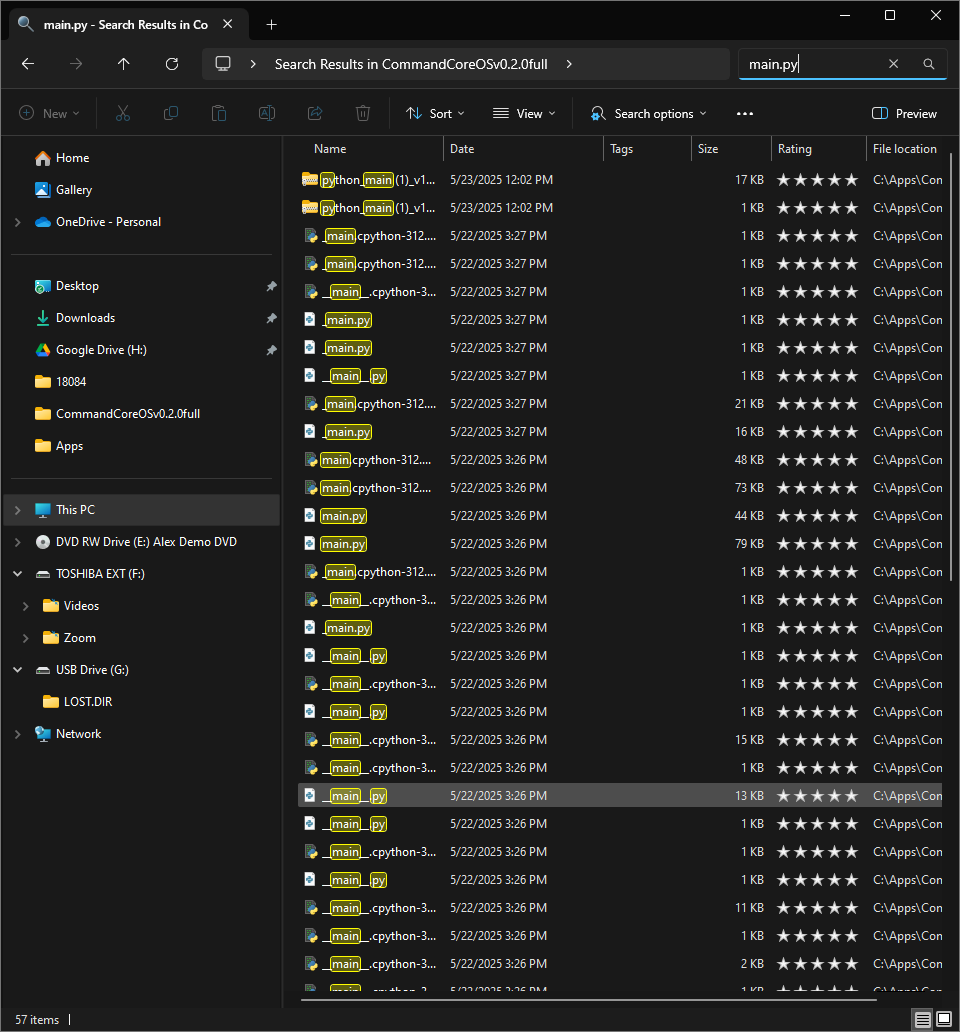 main.py - Search Results in Co
Search Results in CommandCoreOSv0.2.0full
main.py
New
Sort
View
Search options
Preview
Home
Gallery
OneDrive - Personal
Desktop
Downloads
Google Drive (H:)
18084
CommandCoreOSv0.2.0full
Apps
This PC
DVD RW Drive (E:) Alex Demo DVD
TOSHIBA EXT (F:)
Videos
Zoom
USB Drive (G:)
LOST.DIR
Network
Name Date Tags Size Rating File location
python_main(1)_v1... 5/23/2025 12:02 PM 17 KB C:\Apps\Con
python_main(1)_v1... 5/23/2025 12:02 PM 1 KB C:\Apps\Con
_main.cpython-312.... 5/22/2025 3:27 PM 1 KB C:\Apps\Con
_main.cpython-312.... 5/22/2025 3:27 PM 1 KB C:\Apps\Con
__main__.cpython-3... 5/22/2025 3:27 PM 1 KB C:\Apps\Con
_main.py 5/22/2025 3:27 PM 1 KB C:\Apps\Con
_main.py 5/22/2025 3:27 PM 1 KB C:\Apps\Con
__main__.py 5/22/2025 3:27 PM 1 KB C:\Apps\Con
_main.cpython-312.... 5/22/2025 3:27 PM 21 KB C:\Apps\Con
_main.py 5/22/2025 3:27 PM 16 KB C:\Apps\Con
main.cpython-312.... 5/22/2025 3:26 PM 48 KB C:\Apps\Con
main.cpython-312.... 5/22/2025 3:26 PM 73 KB C:\Apps\Con
main.py 5/22/2025 3:26 PM 44 KB C:\Apps\Con
main.py 5/22/2025 3:26 PM 79 KB C:\Apps\Con
_main.cpython-312.... 5/22/2025 3:26 PM 1 KB C:\Apps\Con
__main__.cpython-3... 5/22/2025 3:26 PM 1 KB C:\Apps\Con
_main.py 5/22/2025 3:26 PM 1 KB C:\Apps\Con
__main__.py 5/22/2025 3:26 PM 1 KB C:\Apps\Con
__main__.cpython-3... 5/22/2025 3:26 PM 1 KB C:\Apps\Con
__main__.py 5/22/2025 3:26 PM 1 KB C:\Apps\Con
__main__.cpython-3... 5/22/2025 3:26 PM 15 KB C:\Apps\Con
__main__.cpython-3... 5/22/2025 3:26 PM 1 KB C:\Apps\Con
__main__.py 5/22/2025 3:26 PM 13 KB C:\Apps\Con
__main__.py 5/22/2025 3:26 PM 1 KB C:\Apps\Con
__main__.cpython-3... 5/22/2025 3:26 PM 1 KB C:\Apps\Con
__main__.py 5/22/2025 3:26 PM 1 KB C:\Apps\Con
__main__.cpython-3... 5/22/2025 3:26 PM 11 KB C:\Apps\Con
__main__.cpython-3... 5/22/2025 3:26 PM 1 KB C:\Apps\Con
__main__.cpython-3... 5/22/2025 3:26 PM 2 KB C:\Apps\Con
57 items